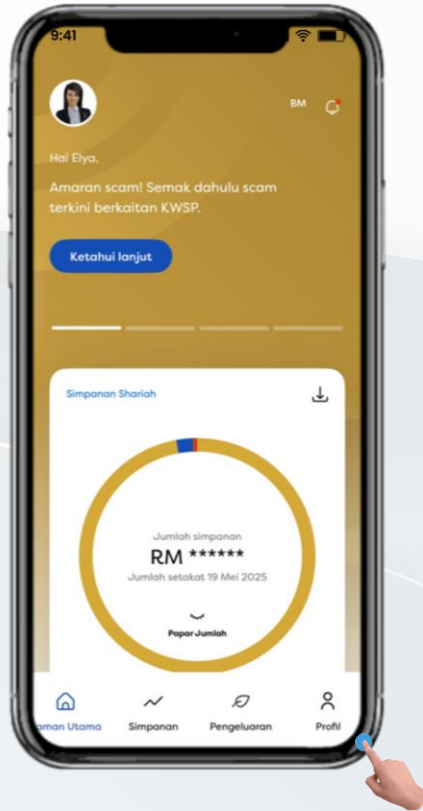 9:41
BM
Hai Elya,
Amaran scam! Semak dahulu scam
terkini berkaitan KWSP.
Ketahui lanjut
Simpanan Shariah
Jumlah simpanan
RM ******
Jumlah setakat 19 Mei 2025
Papar Jumlah
aman Utama Simpanan Pengeluaran Profil